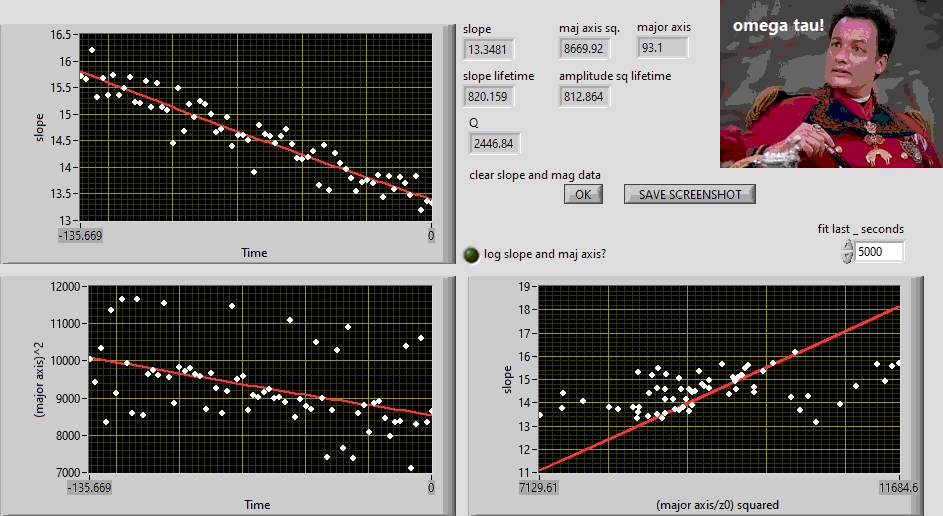 omega tau!
slope
maj axis sq.
major axis
13.3481
8669.92
93.1
slope lifetime
amplitude sq lifetime
820.159
812.864
Q
2446.84
clear slope and mag data
OK
SAVE SCREENSHOT
fit last _ seconds
5000
log slope and maj axis?
slope
16.5
16
15.5
15
14.5
14
13.5
13
-135.669
0
Time
(major axis)^2
12000
11000
10000
9000
8000
7000
-135.669
0
Time
slope
19
18
17
16
15
14
13
12
11
7129.61
11684.6
(major axis/z0) squared